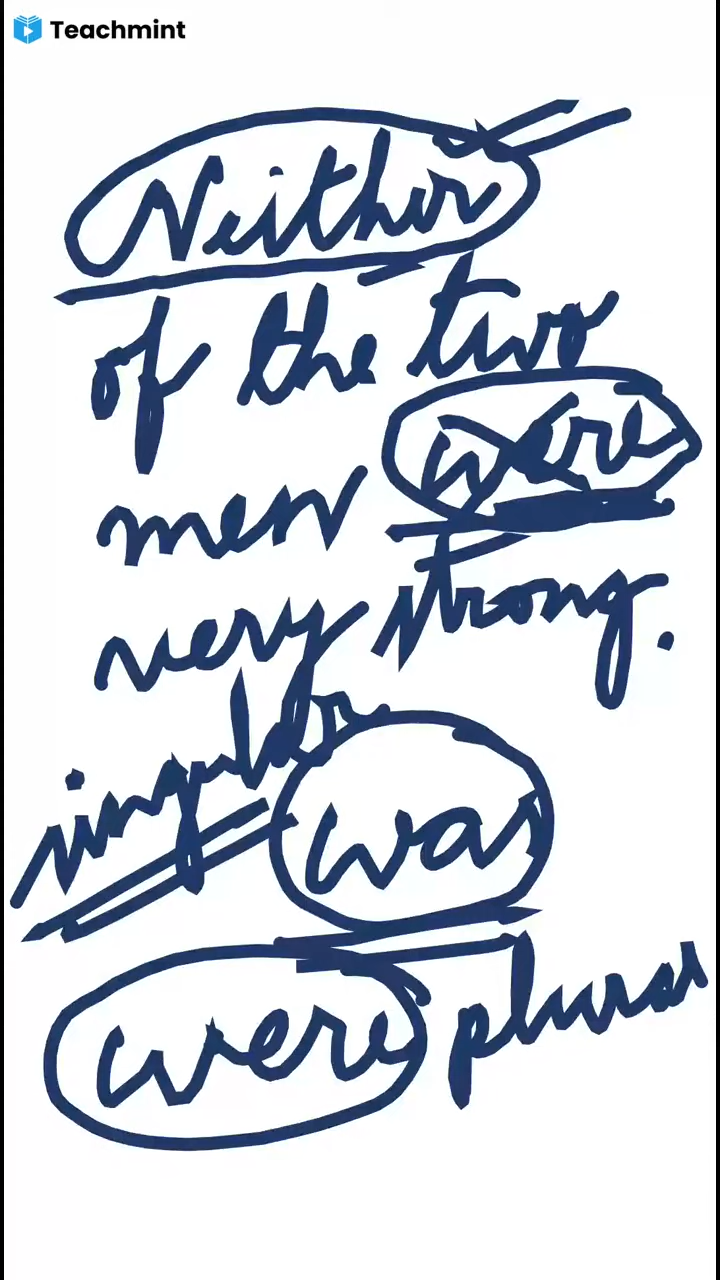 Teachmint
Neither
of the two
men were
very strong.
singular
was
were plural